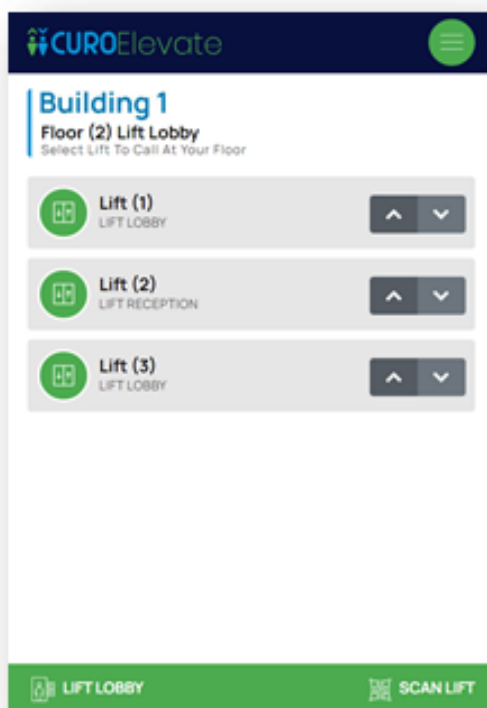 CUROElevate
Building 1
Floor (2) Lift Lobby
Select Lift To Call At Your Floor
Lift (1)
LIFT LOBBY
Lift (2)
LIFT RECEPTION
Lift (3)
LIFT LOBBY
LIFT LOBBY
SCAN LIFT